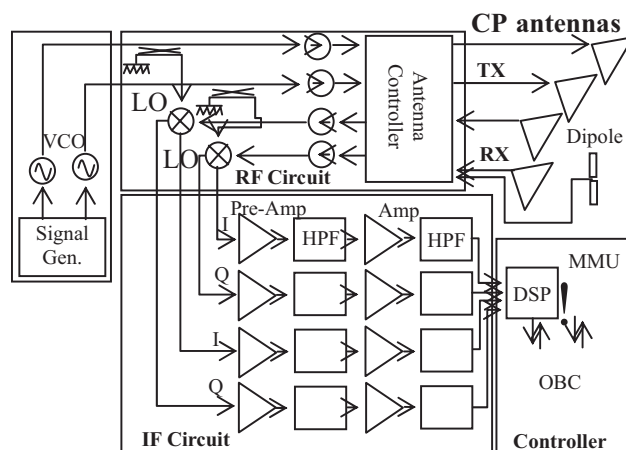 CP antennas
TX
Antenna
Controller
LO
VCO
LO
RX
Dipole
RF Circuit
Signal
Gen.
Pre-Amp
Amp
I
HPF
HPF
Q
I
Q
DSP
MMU
!
OBC
IF Circuit
Controller